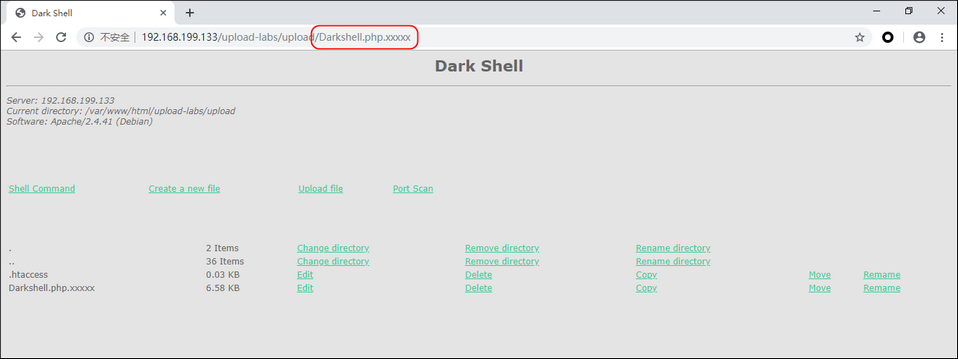 Dark Shell
不安全 192.168.199.133/upload-labs/upload/Darkshell.php.xxxxx
Dark Shell
Server: 192.168.199.133
Current directory: /var/www/html/upload-labs/upload
Software: Apache/2.4.41 (Debian)
Shell Command Create a new file Upload file Port Scan
. 2 Items Change directory Remove directory Rename directory
.. 36 Items Change directory Remove directory Rename directory
.htaccess 0.03 KB Edit Delete Copy Move Rename
Darkshell.php.xxxxx 6.58 KB Edit Delete Copy Move Rename